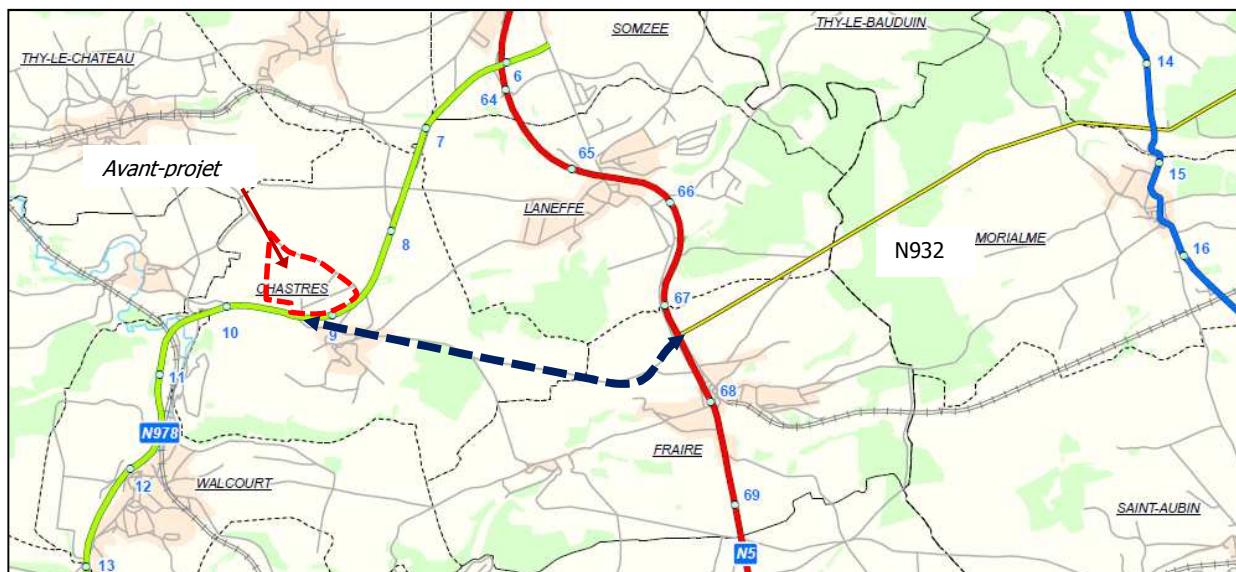 SOMZEE
THY-LE-BAUDUIN
THY-LE-CHATEAU
6
14
64
7
Avant-projet
65
15
66
LANEFFE
8
N932
MORIALME
16
CHASTRES
67
10
9
11
68
N978
FRAIRE
12
WALCOURT
69
SAINT-AUBIN
N5
13